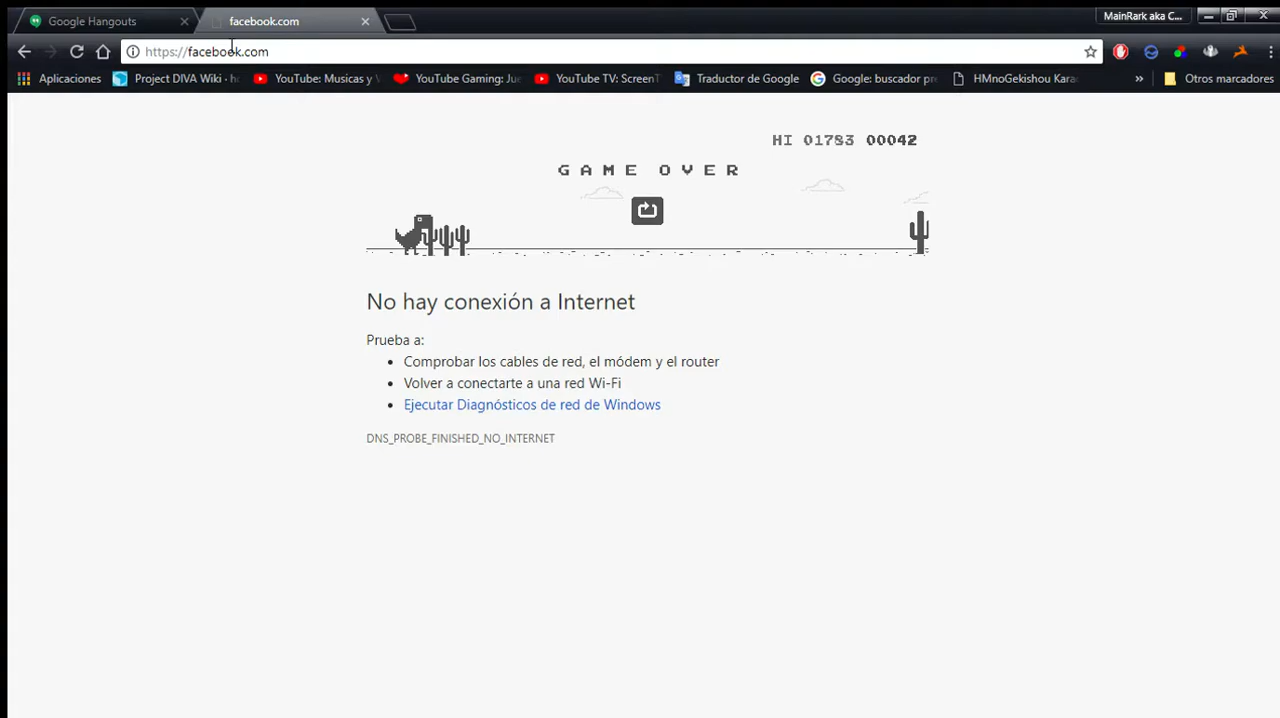 Google Hangouts facebook.com MainRark aka C...
https://facebook.com
Aplicaciones Project DIVA Wiki - ho YouTube: Musicas y V YouTube Gaming: Jue YouTube TV: ScreenT Traductor de Google Google: buscador pre HMnoGekishou Kara » Otros marcadores
HI 01783 00042
GAME OVER
No hay conexión a Internet
Prueba a:
• Comprobar los cables de red, el módem y el router
• Volver a conectarte a una red Wi-Fi
• Ejecutar Diagnósticos de red de Windows
DNS_PROBE_FINISHED_NO_INTERNET